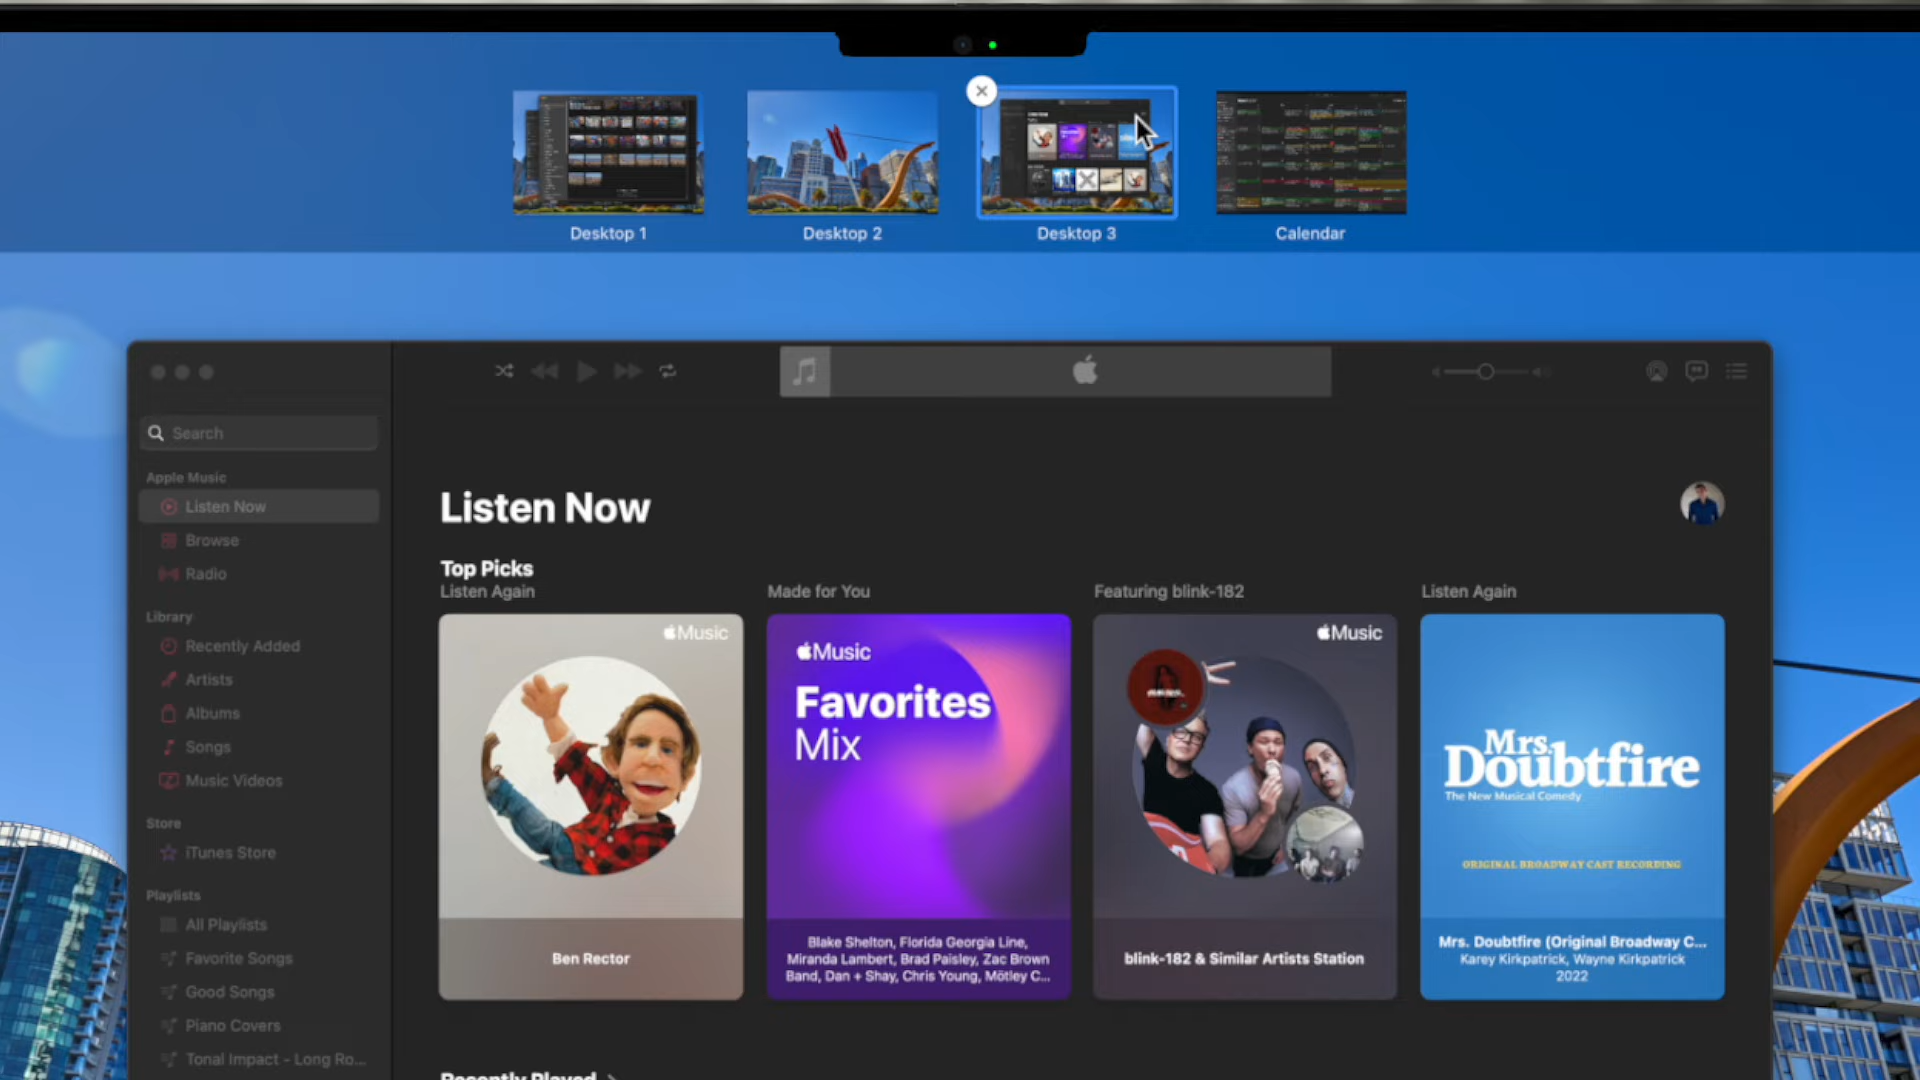 Desktop 1
Desktop 2
Desktop 3
Calendar
Search
Apple Music
Listen Now
Browse
Radio
Library
Recently Added
Artists
Albums
Songs
Music Videos
Store
iTunes Store
Playlists
All Playlists
Favorite Songs
Good Songs
Piano Covers
Tonal Impact - Long Ro...
Listen Now
Top Picks
Listen Again
Music
Ben Rector
Made for You
Music
Favorites
Mix
Blake Shelton, Florida Georgia Line,
Miranda Lambert, Brad Paisley, Zac Brown
Band, Dan + Shay, Chris Young, Mötley C...
Featuring blink-182
Music
blink-182 & Similar Artists Station
Listen Again
Mrs.
Doubtfire
The New Musical Comedy
ORIGINAL BROADWAY CAST RECORDING
Mrs. Doubtfire (Original Broadway C...
Karey Kirkpatrick, Wayne Kirkpatrick
2022
Recently Played